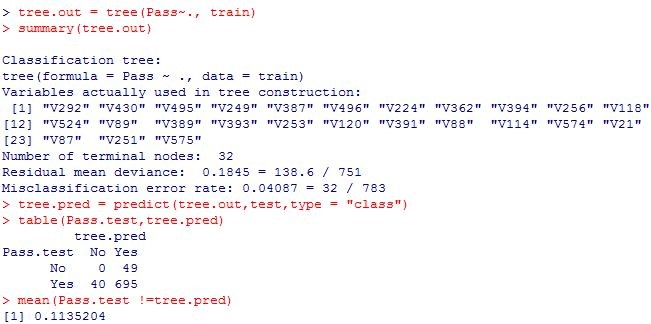 > tree.out = tree(Pass~., train)
> summary(tree.out)
Classification tree:
tree(formula = Pass ~ ., data = train)
Variables actually used in tree construction:
[1] "V292" "V430" "V495" "V249" "V387" "V496" "V224" "V362" "V394" "V256" "V118"
[12] "V524" "V89" "V389" "V393" "V253" "V120" "V391" "V88" "V114" "V574" "V21"
[23] "V87" "V251" "V575"
Number of terminal nodes: 32
Residual mean deviance: 0.1845 = 138.6 / 751
Misclassification error rate: 0.04087 = 32 / 783
> tree.pred = predict(tree.out,test,type = "class")
> table(Pass.test,tree.pred)
tree.pred
Pass.test No Yes
No 0 49
Yes 40 695
> mean(Pass.test !=tree.pred)
[1] 0.1135204